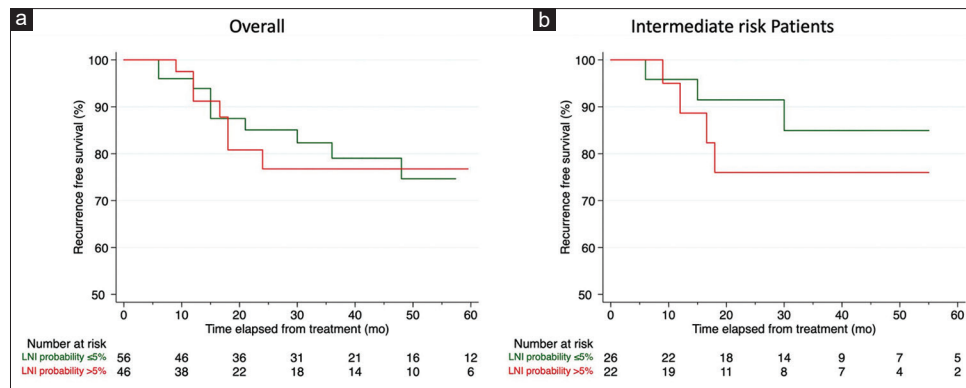 a
Overall
100
90
80
70
60
50
Recurrence free survival (%)
0 10 20 30 40 50 60
Time elapsed from treatment (mo)
Number at risk
LNI probability ≤5% 56 46 36 31 21 16 12
LNI probability >5% 46 38 22 18 14 10 6
b
Intermediate risk Patients
100
90
80
70
60
50
Recurrence free survival (%)
0 10 20 30 40 50 60
Time elapsed from treatment (mo)
Number at risk
LNI probability ≤5% 26 22 18 14 9 7 5
LNI probability >5% 22 19 11 8 7 4 2